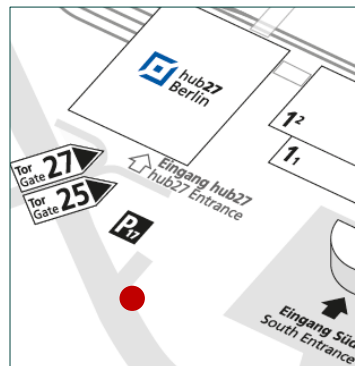 hub27
Berlin
1²
1₁
Tor
Gate 27
Eingang hub27
hub27 Entrance
Tor
Gate 25
P17
Eingang Süd
South Entrance